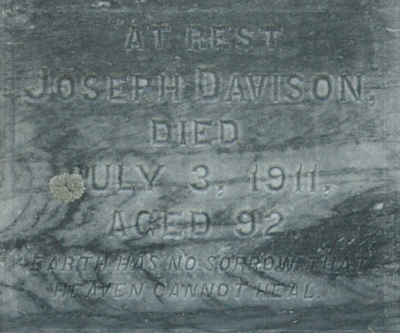 AT REST
JOSEPH DAVISON,
DIED
JULY 3, 1911,
AGED 92
EARTH HAS NO SORROW THAT
HEAVEN CANNOT HEAL.